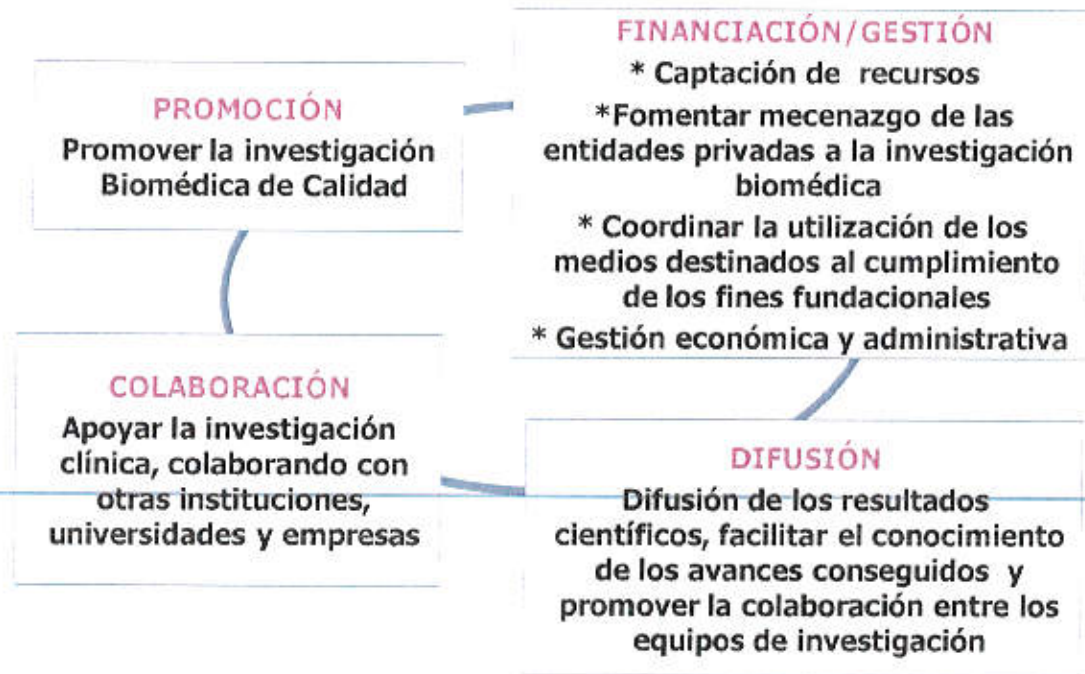 PROMOCIÓN
Promover la investigación
Biomédica de Calidad
FINANCIACIÓN/GESTIÓN
* Captación de recursos
*Fomentar mecenazgo de las
entidades privadas a la investigación
biomédica
* Coordinar la utilización de los
medios destinados al cumplimiento
de los fines fundacionales
* Gestión económica y administrativa
COLABORACIÓN
Apoyar la investigación
clínica, colaborando con
otras instituciones,
universidades y empresas
DIFUSIÓN
Difusión de los resultados
científicos, facilitar el conocimiento
de los avances conseguidos y
promover la colaboración entre los
equipos de investigación